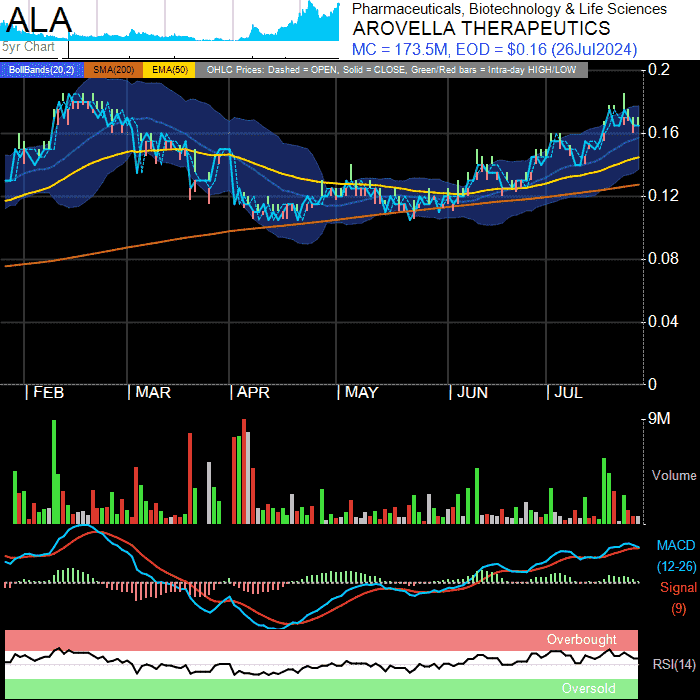 ALA
5yr Chart
Pharmaceuticals, Biotechnology & Life Sciences
AROVELLA THERAPEUTICS
MC = 173.5M, EOD = $0.16 (26Jul2024)
BollBands(20,2) SMA(200) EMA(50) OHLC Prices: Dashed = OPEN, Solid = CLOSE, Green/Red bars = Intra-day HIGH/LOW
0.2
0.16
0.12
0.08
0.04
0
FEB MAR APR MAY JUN JUL
9M
Volume
MACD
(12-26)
Signal
(9)
Overbought
RSI(14)
Oversold